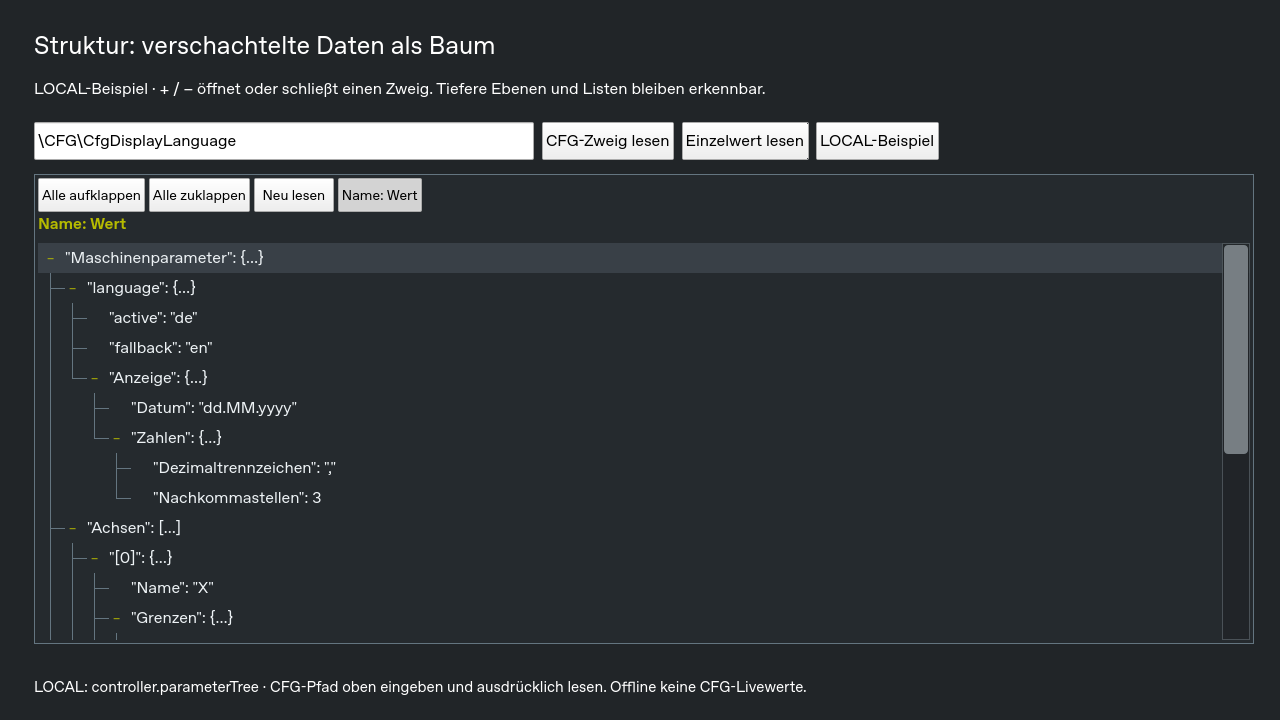 Struktur: verschachtelte Daten als Baum
LOCAL-Beispiel · + / – öffnet oder schließt einen Zweig. Tiefere Ebenen und Listen bleiben erkennbar.
\CFG\CfgDisplayLanguage CFG-Zweig lesen Einzelwert lesen LOCAL-Beispiel
Alle aufklappen Alle zuklappen Neu lesen Name: Wert
Name: Wert
– "Maschinenparameter": {...}
– "language": {...}
"active": "de"
"fallback": "en"
– "Anzeige": {...}
"Datum": "dd.MM.yyyy"
– "Zahlen": {...}
"Dezimaltrennzeichen": ","
"Nachkommastellen": 3
– "Achsen": [...]
– "[0]": {...}
"Name": "X"
– "Grenzen": {...}
LOCAL: controller.parameterTree · CFG-Pfad oben eingeben und ausdrücklich lesen. Offline keine CFG-Livewerte.